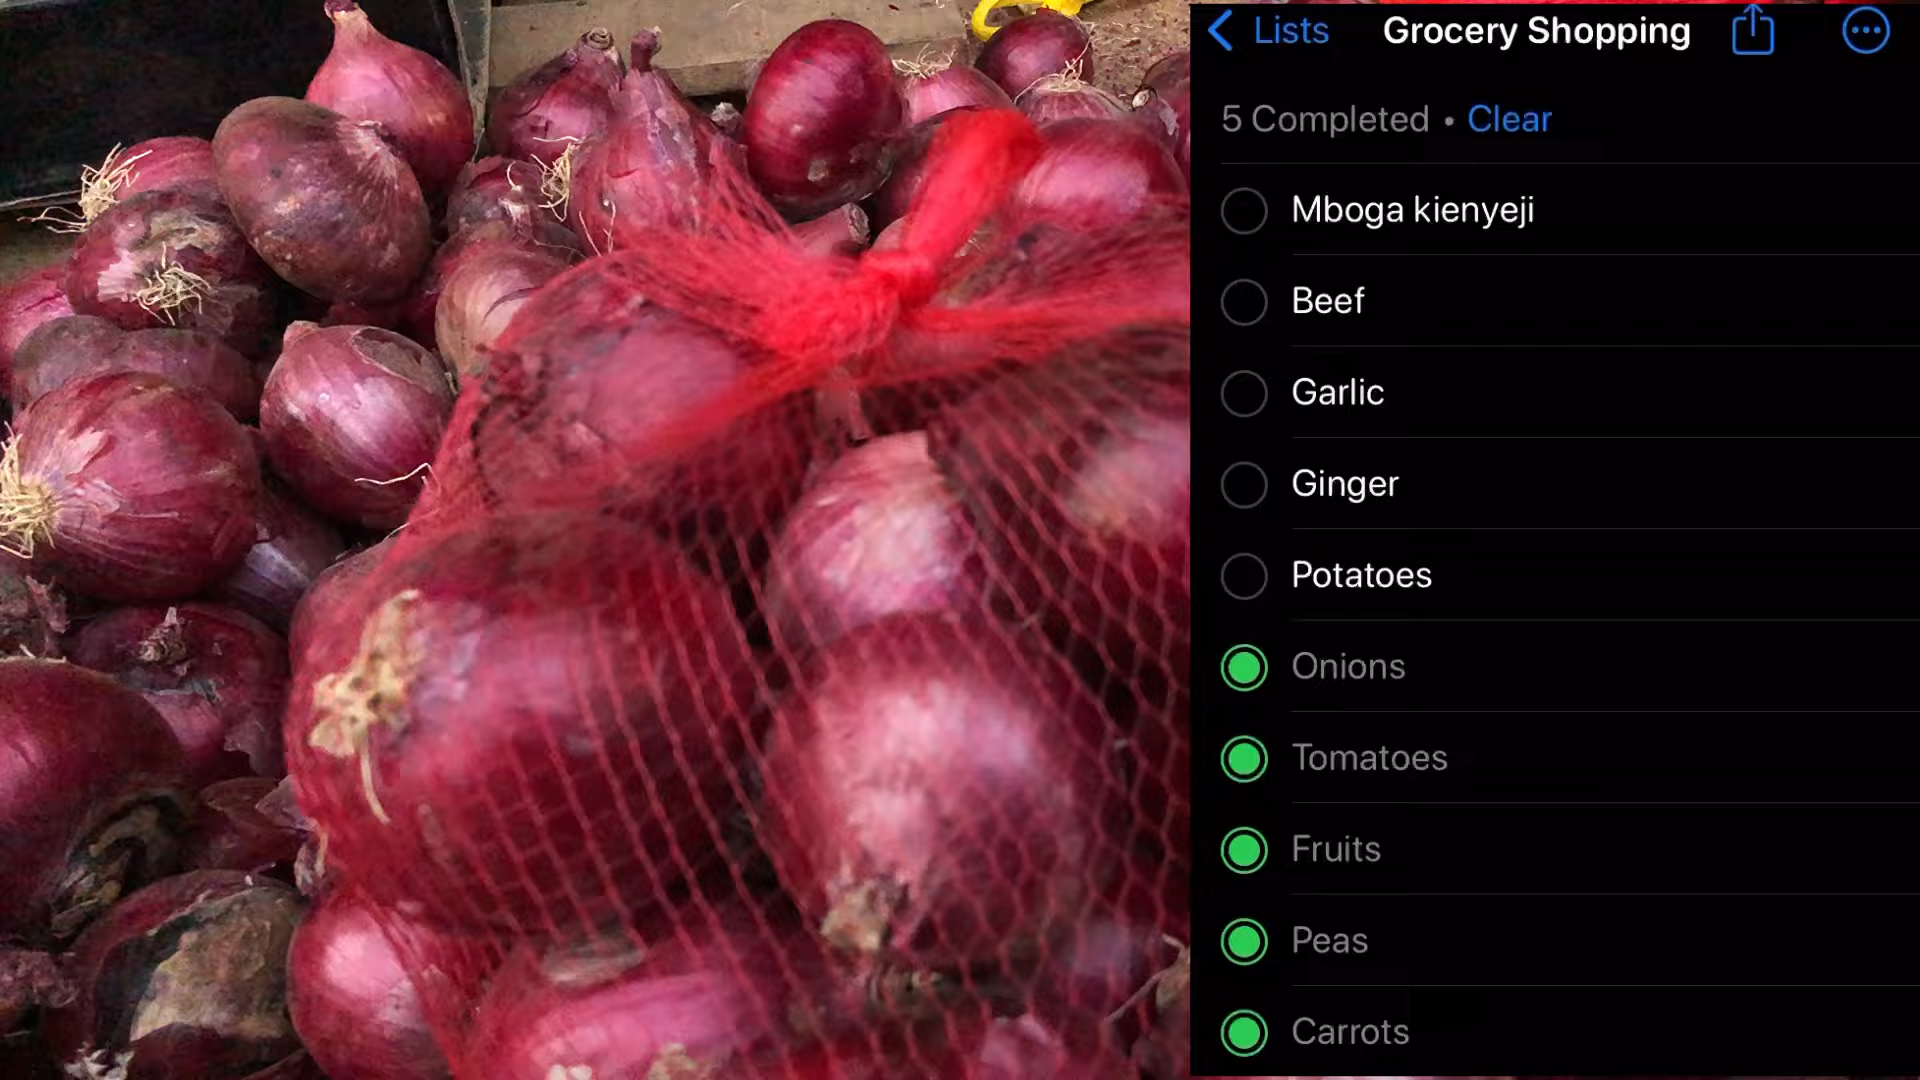 Lists Grocery Shopping
5 Completed • Clear
Mboga kienyeji
Beef
Garlic
Ginger
Potatoes
Onions
Tomatoes
Fruits
Peas
Carrots